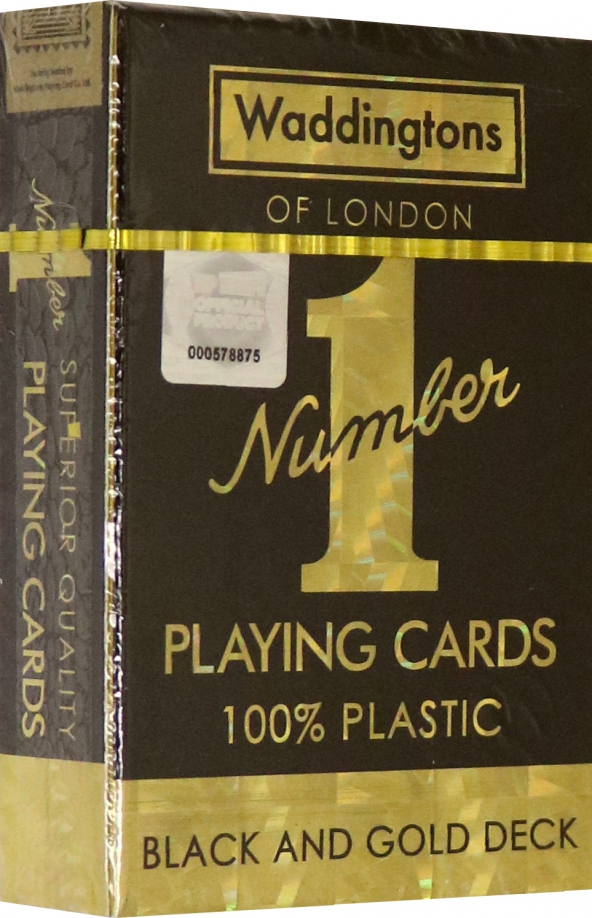 Waddingtons
OF LONDON
OFFICIAL
PRODUCT
000578875
1
Number
PLAYING CARDS
100% PLASTIC
BLACK AND GOLD DECK
Number
1
SUPERIOR QUALITY
PLAYING CARDS